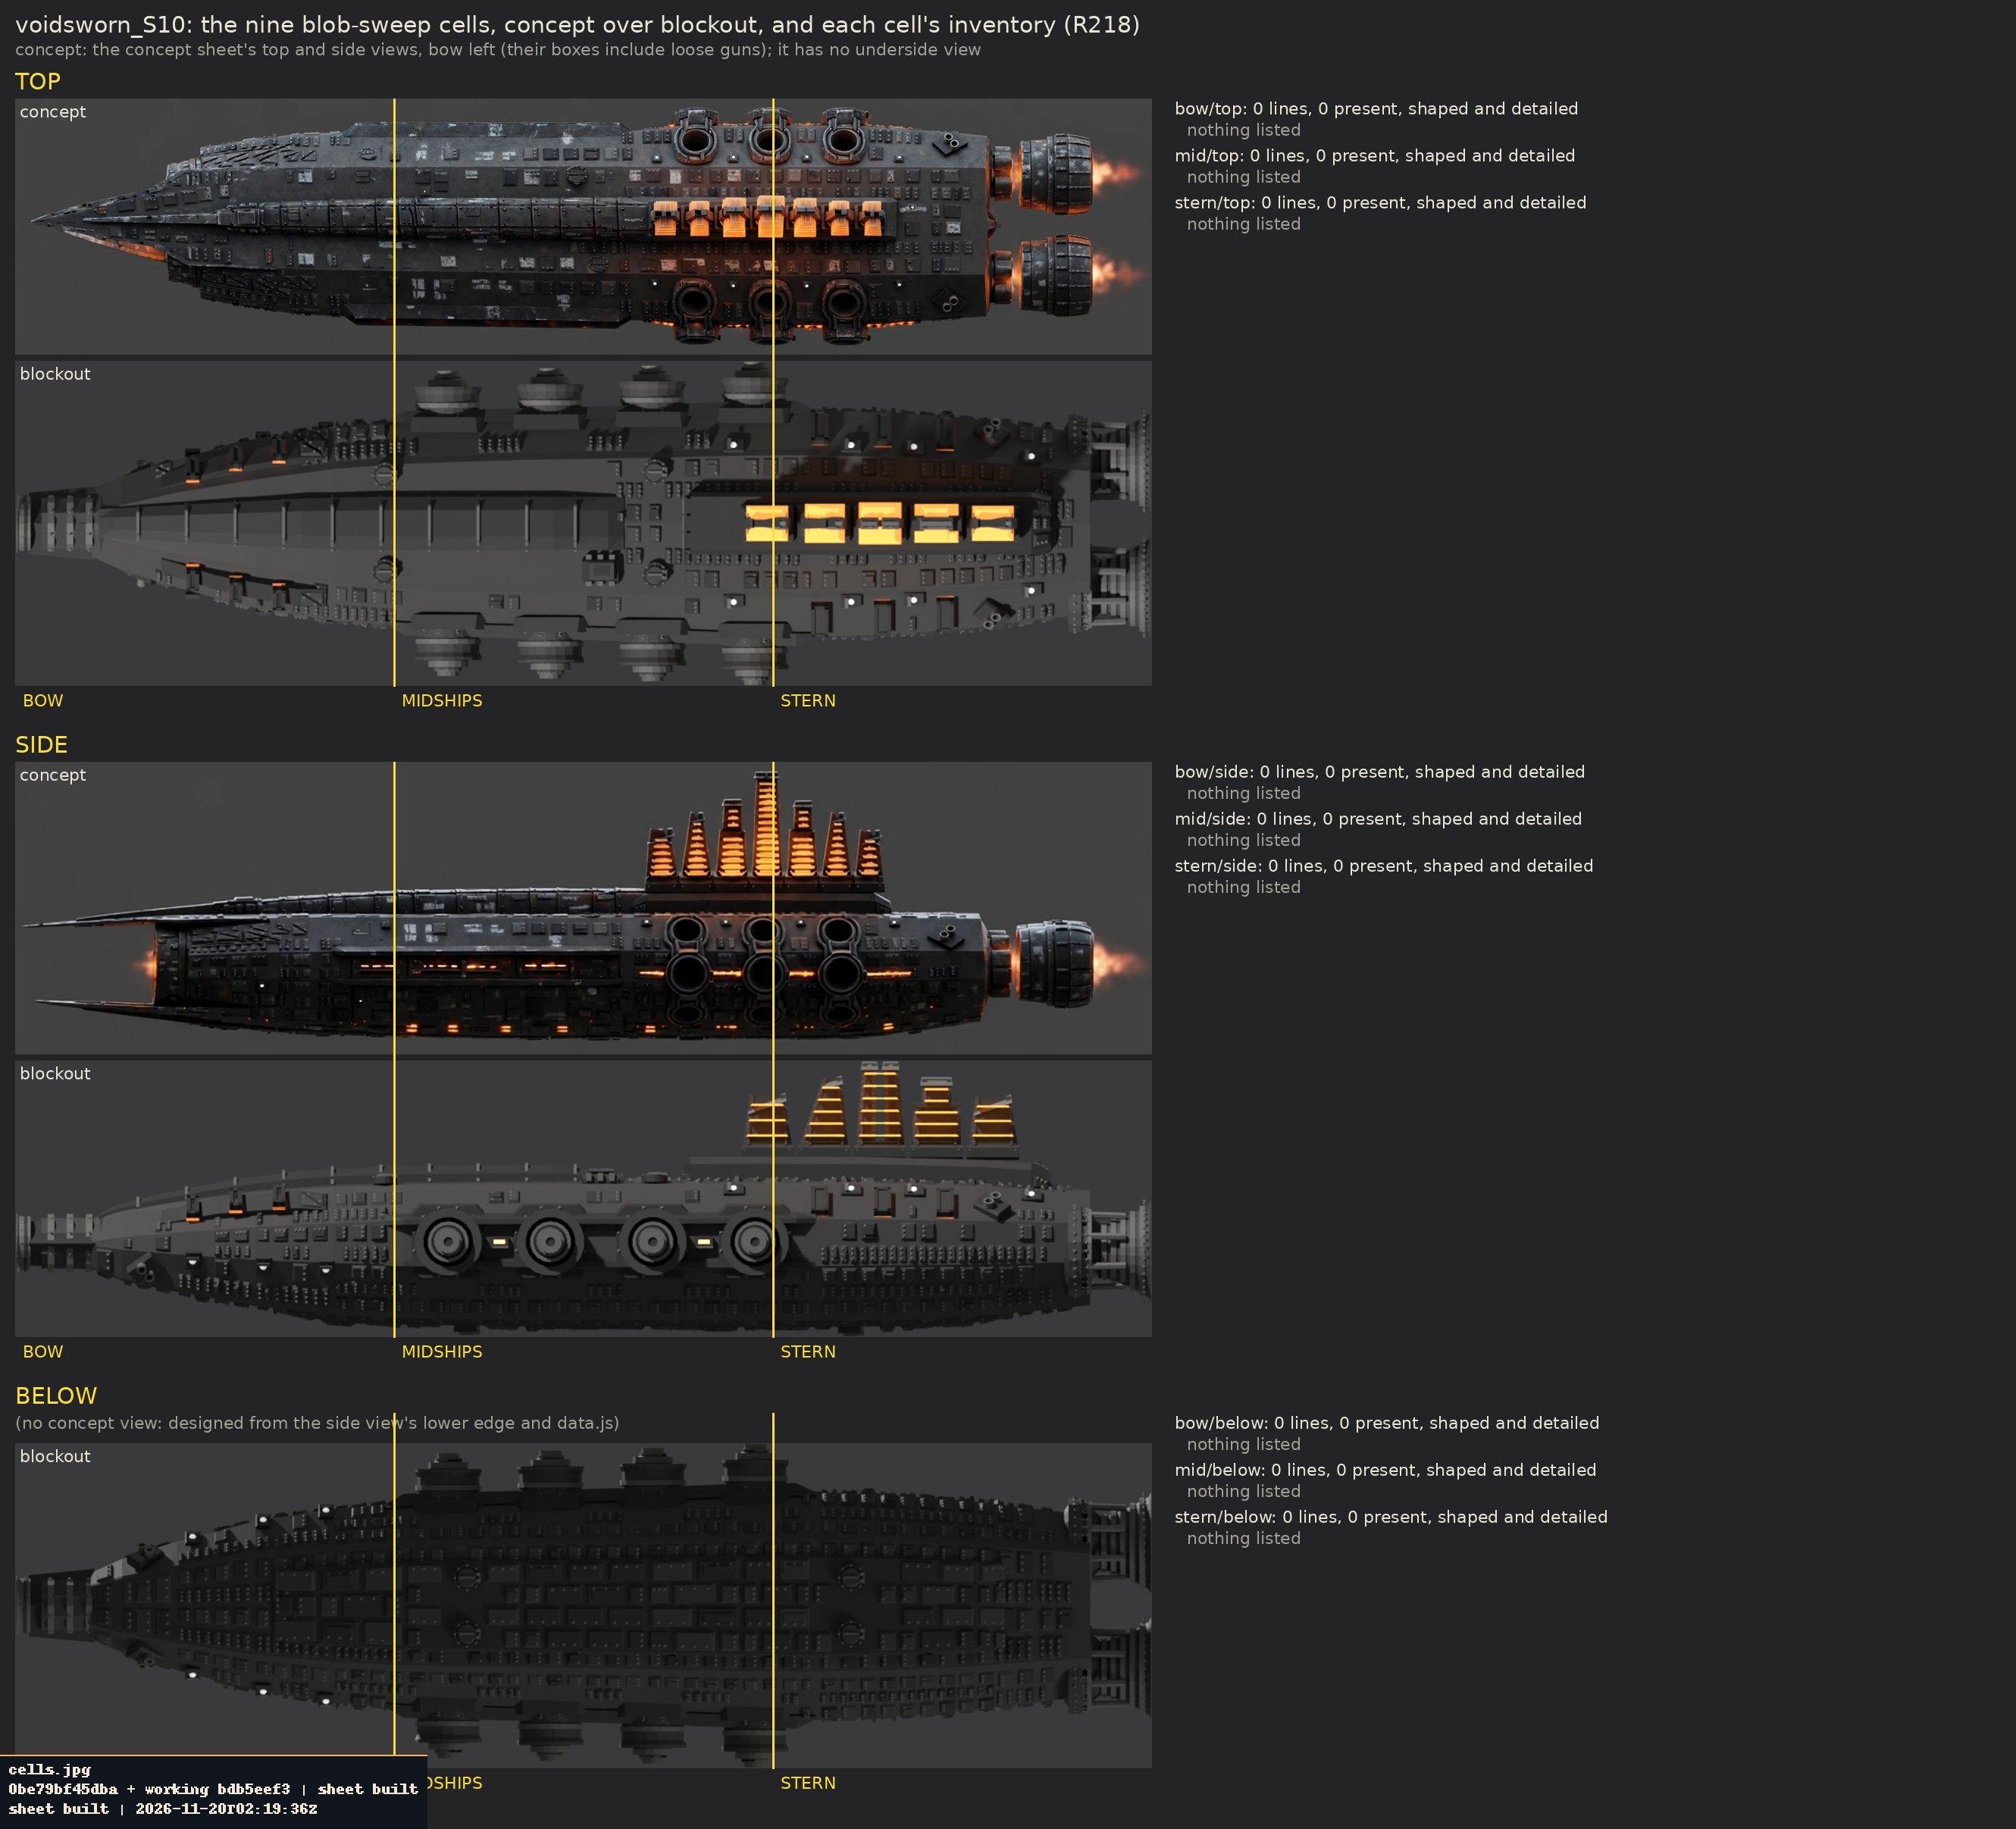 voidsworn_S10: the nine blob-sweep cells, concept over blockout, and each cell's inventory (R218)
concept: the concept sheet's top and side views, bow left (their boxes include loose guns); it has no underside view
TOP
concept
bow/top: 0 lines, 0 present, shaped and detailed
nothing listed
mid/top: 0 lines, 0 present, shaped and detailed
nothing listed
stern/top: 0 lines, 0 present, shaped and detailed
nothing listed
blockout
BOW
MIDSHIPS
STERN
SIDE
concept
bow/side: 0 lines, 0 present, shaped and detailed
nothing listed
mid/side: 0 lines, 0 present, shaped and detailed
nothing listed
stern/side: 0 lines, 0 present, shaped and detailed
nothing listed
blockout
BOW
MIDSHIPS
STERN
BELOW
(no concept view: designed from the side view's lower edge and data.js)
bow/below: 0 lines, 0 present, shaped and detailed
nothing listed
mid/below: 0 lines, 0 present, shaped and detailed
nothing listed
stern/below: 0 lines, 0 present, shaped and detailed
nothing listed
blockout
DSHIPS
STERN
cells.jpg
0be79bf45dba + working bdb5eef3 | sheet built
sheet built | 2026-11-20T02:19:36z